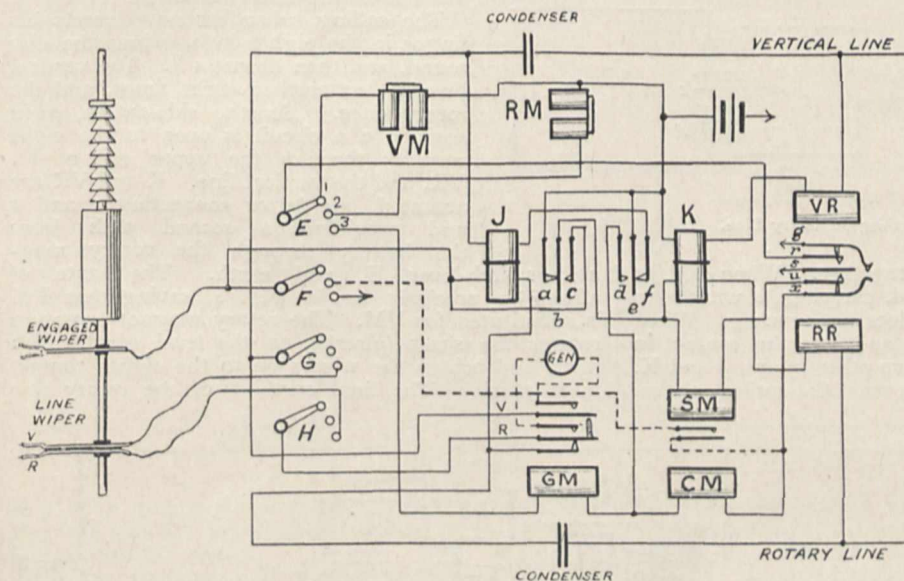 CONDENSER
VERTICAL LINE
VM
RM
VR
1
2
E
3
J
K
g
a
c
b
d
f
e
F
ENGAGED
WIPER
GEN
RR
G
SM
LINE
WIPER
V
R
V
R
H
GM
CM
ROTARY LINE
CONDENSER